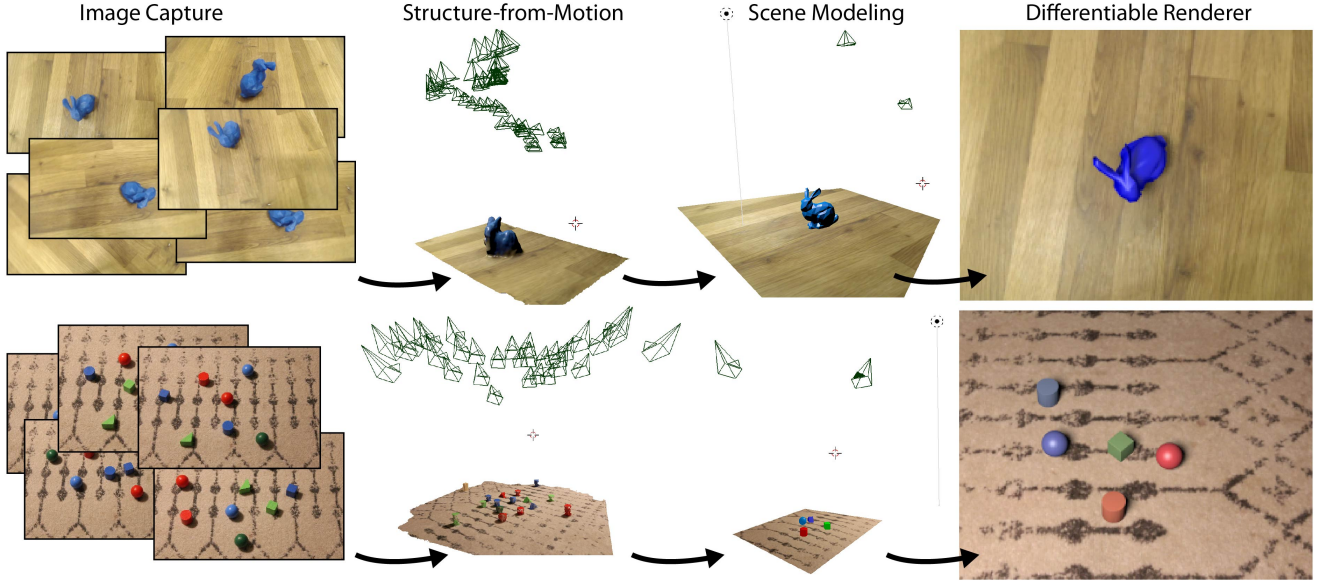 Image Capture
Structure-from-Motion
Scene Modeling
Differentiable Renderer